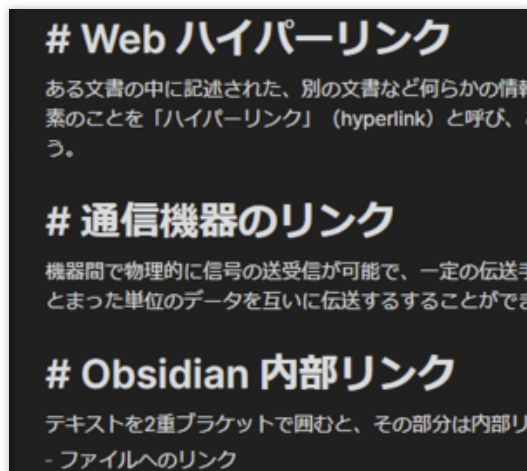 # Web ハイパーリンク
ある文書の中に記述された、別の文書など何らかの情報
素のことを「ハイパーリンク」（hyperlink）と呼び、
う。
# 通信機器のリンク
機器間で物理的に信号の送受信が可能で、一定の伝送手
とまった単位のデータを互いに伝送するすることができ
# Obsidian 内部リンク
テキストを2重ブラケットで囲むと、その部分は内部リ
- ファイルへのリンク